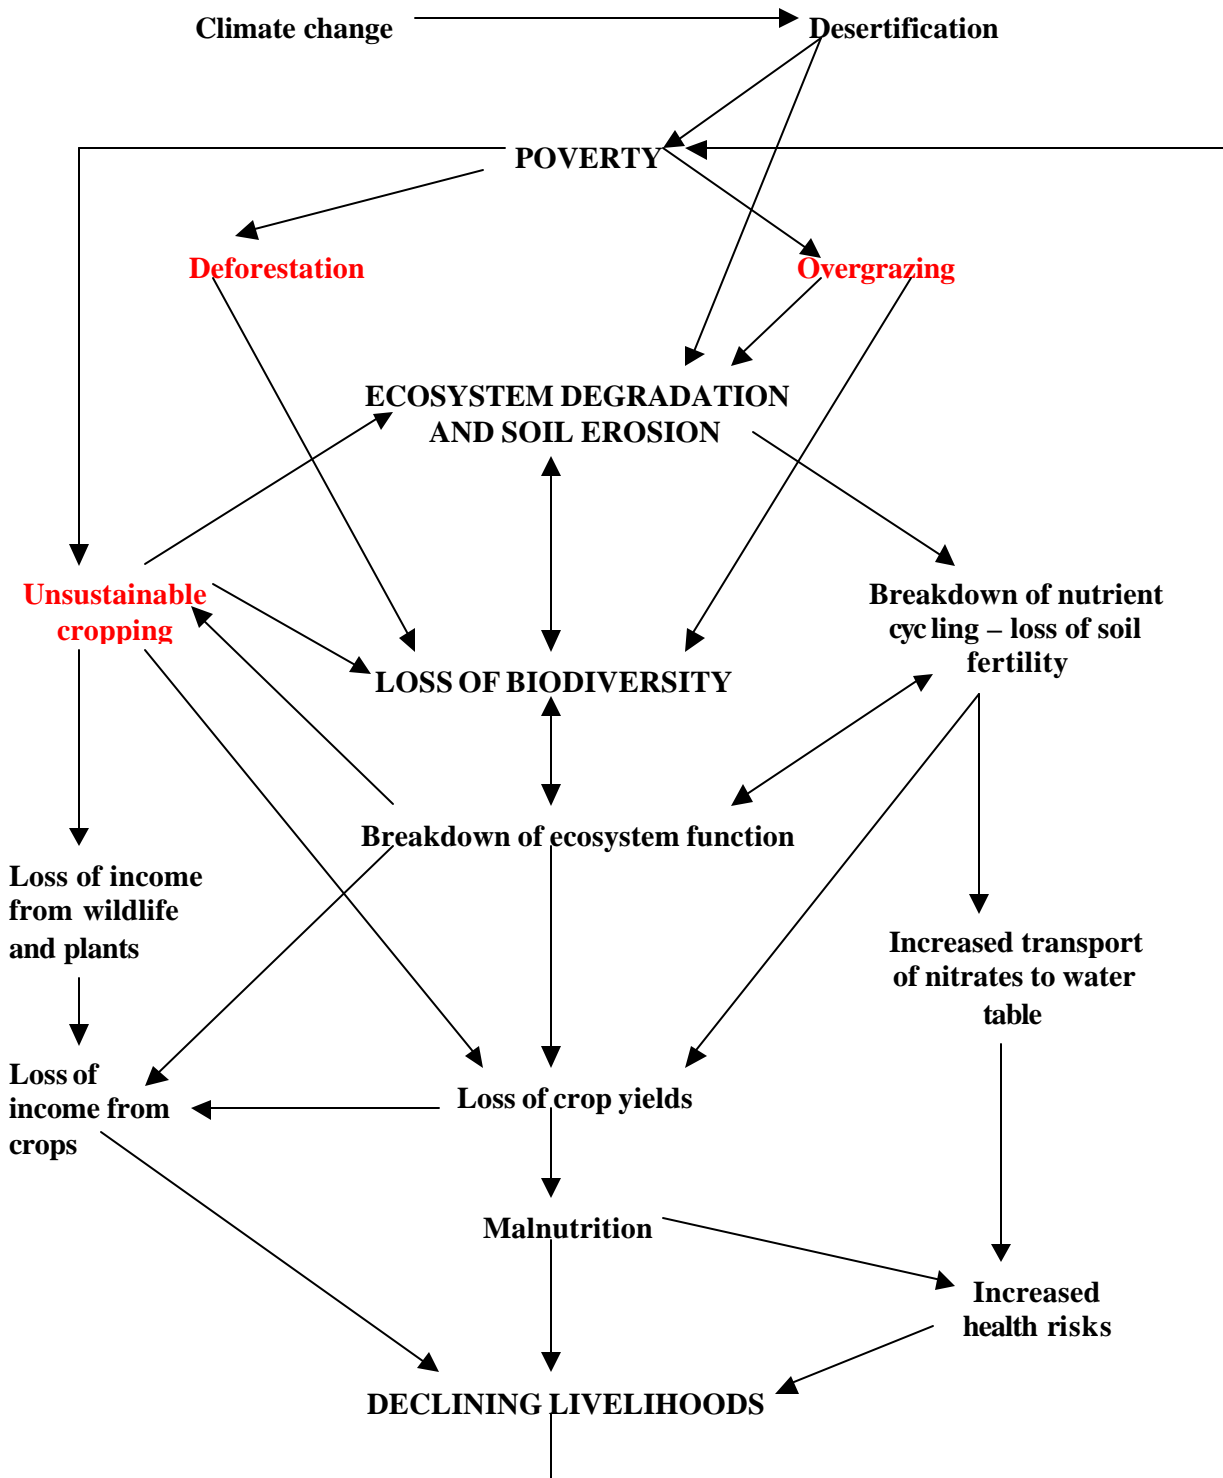 Climate change
Desertification
POVERTY
Deforestation
Overgrazing
ECOSYSTEM DEGRADATION
AND SOIL EROSION
Unsustainable
cropping
Breakdown of nutrient
cycling – loss of soil
fertility
LOSS OF BIODIVERSITY
Breakdown of ecosystem function
Loss of income
from wildlife
and plants
Increased transport
of nitrates to water
table
Loss of
income from
crops
Loss of crop yields
Malnutrition
Increased
health risks
DECLINING LIVELIHOODS